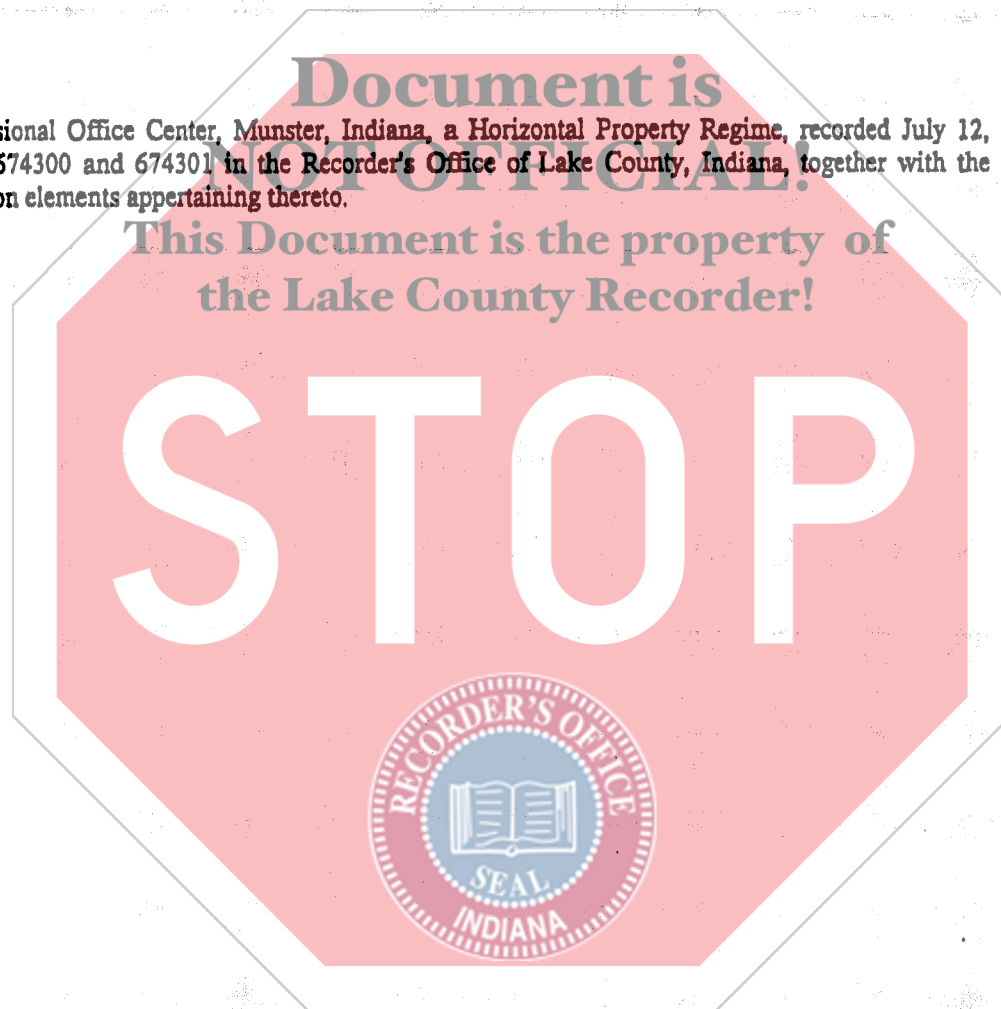 Document is
sional Office Center, Munster, Indiana, a Horizontal Property Regime, recorded July 12,
NOT OFFICIAL!
674300 and 674301 in the Recorder's Office of Lake County, Indiana, together with the
on elements appertaining thereto.
This Document is the property of
the Lake County Recorder!
STOP
RECORDER'S OFFICE
SEAL
INDIANA